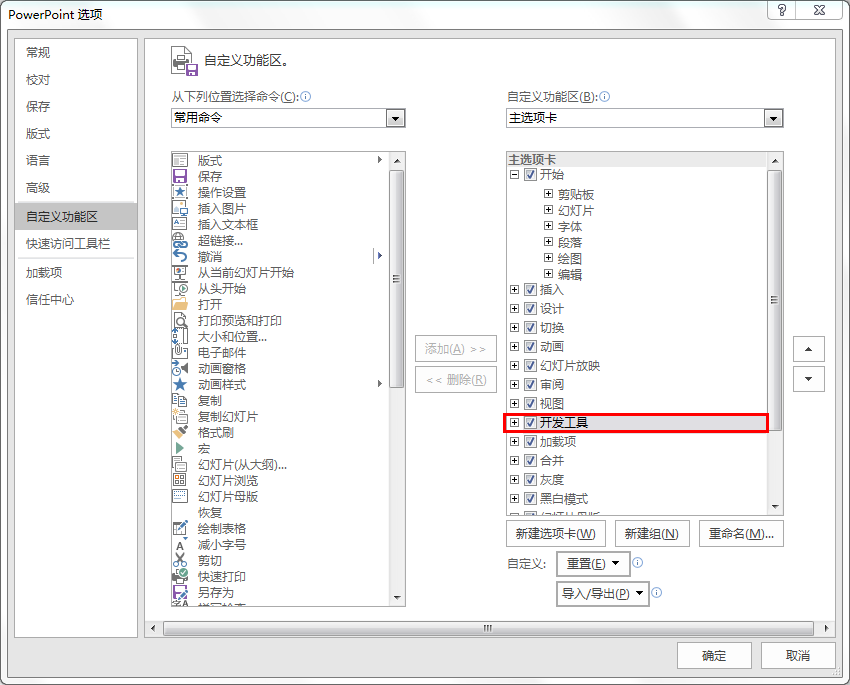 PowerPoint 选项
常规
校对
保存
版式
语言
高级
自定义功能区
快速访问工具栏
加载项
信任中心
自定义功能区。
从下列位置选择命令(C):
常用命令
版式
保存
操作设置
插入图片
插入文本框
超链接...
撤消
从当前幻灯片开始
从头开始
打开
打印预览和打印
大小和位置...
电子邮件
动画窗格
动画样式
复制
复制幻灯片
格式刷
宏
幻灯片(从大纲)...
幻灯片浏览
幻灯片母版
恢复
绘制表格
减小字号
剪切
快速打印
另存为
添加(A) >>
<< 删除(R)
自定义功能区(B):
主选项卡
主选项卡
开始
剪贴板
幻灯片
字体
段落
绘图
编辑
插入
设计
切换
动画
幻灯片放映
审阅
视图
开发工具
加载项
合并
灰度
黑白模式
幻灯片母版
新建选项卡(W)
新建组(N)
重命名(M)...
自定义:
重置(E)
导入/导出(P)
确定
取消